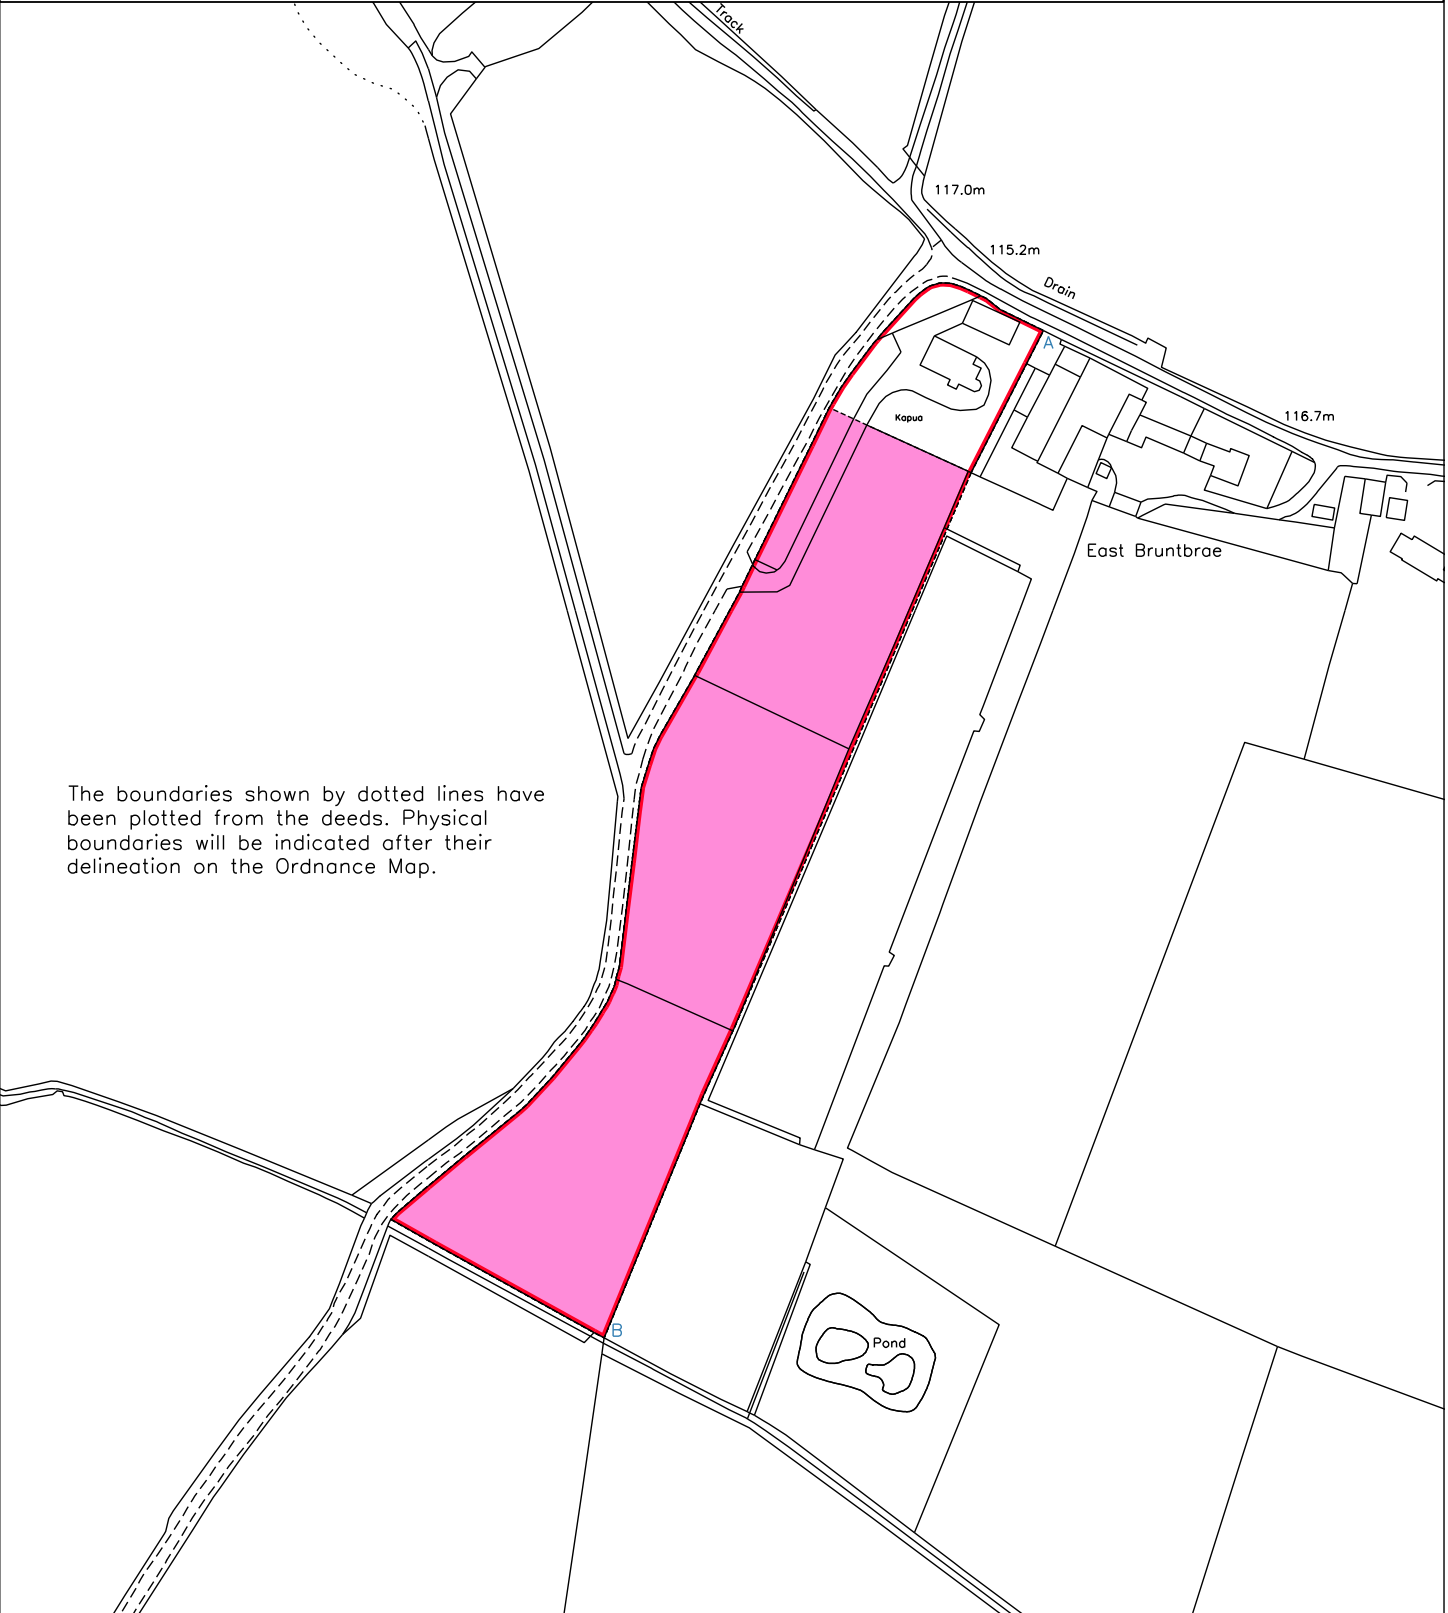 Track
117.0m
115.2m
Drain
A
116.7m
Kapua
East Bruntbrae
The boundaries shown by dotted lines have
been plotted from the deeds. Physical
boundaries will be indicated after their
delineation on the Ordnance Map.
B
Pond